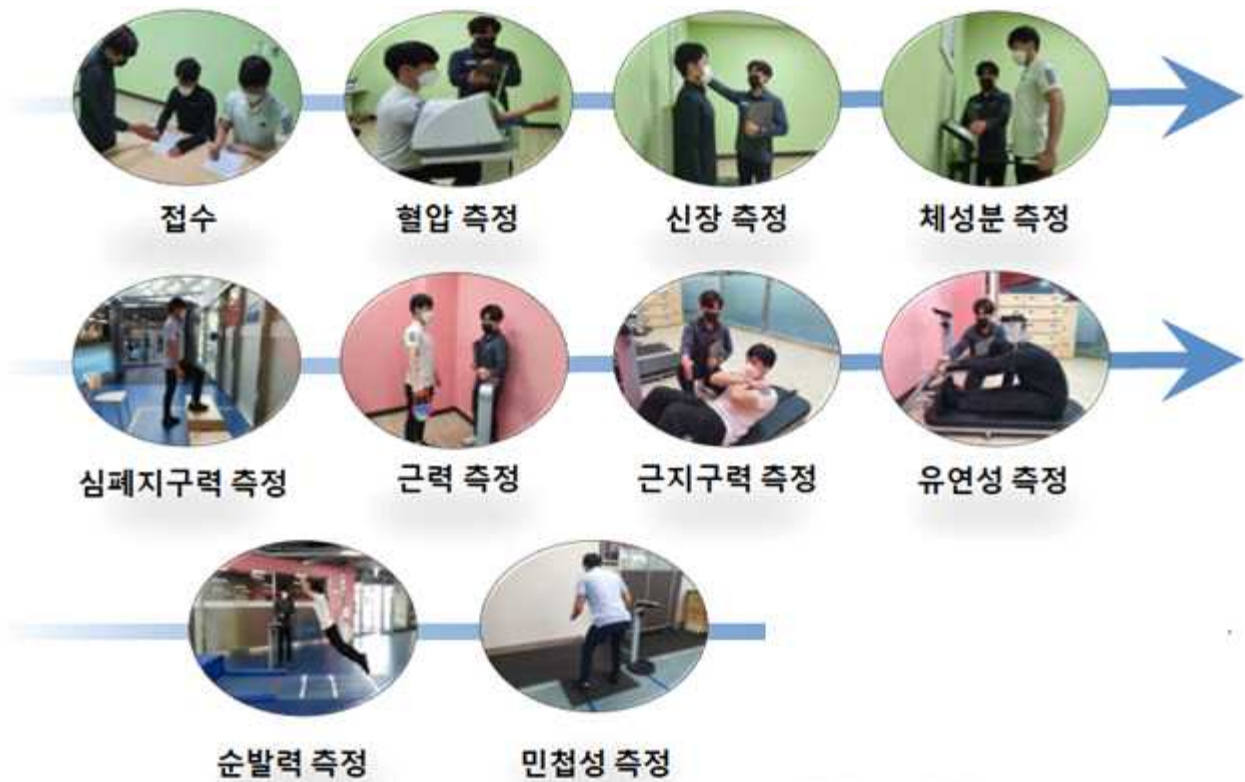 접수
혈압 측정
신장 측정
체성분 측정
심폐지구력 측정
근력 측정
근지구력 측정
유연성 측정
순발력 측정
민첩성 측정